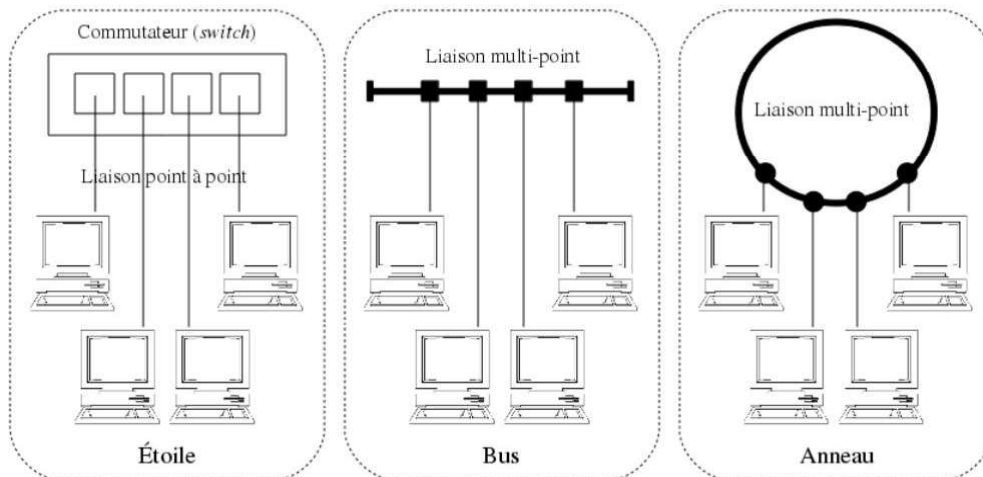 Commutateur (switch)
Liaison point à point
Étoile
Liaison multi-point
Bus
Liaison multi-point
Anneau